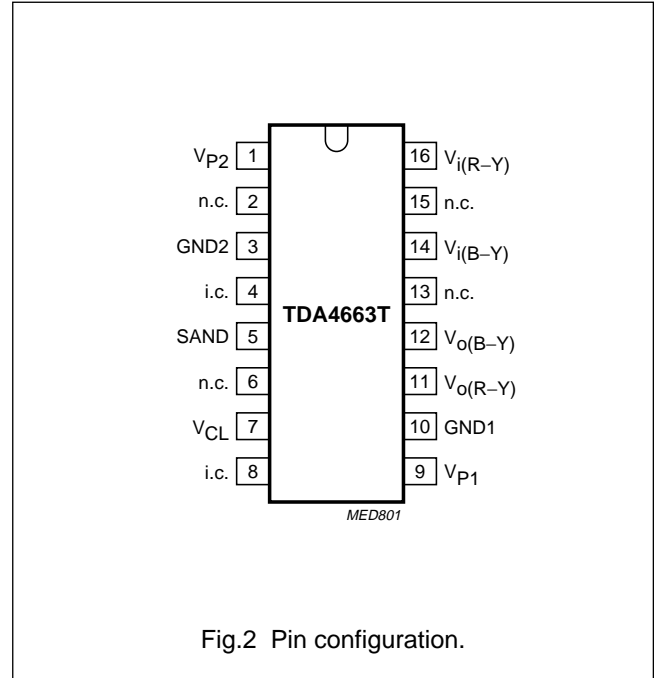 V_P2 1
n.c. 2
GND2 3
i.c. 4
SAND 5
n.c. 6
V_CL 7
i.c. 8
TDA4663T
16 V_i(R−Y)
15 n.c.
14 V_i(B−Y)
13 n.c.
12 V_o(B−Y)
11 V_o(R−Y)
10 GND1
9 V_P1
MED801
Fig.2 Pin configuration.